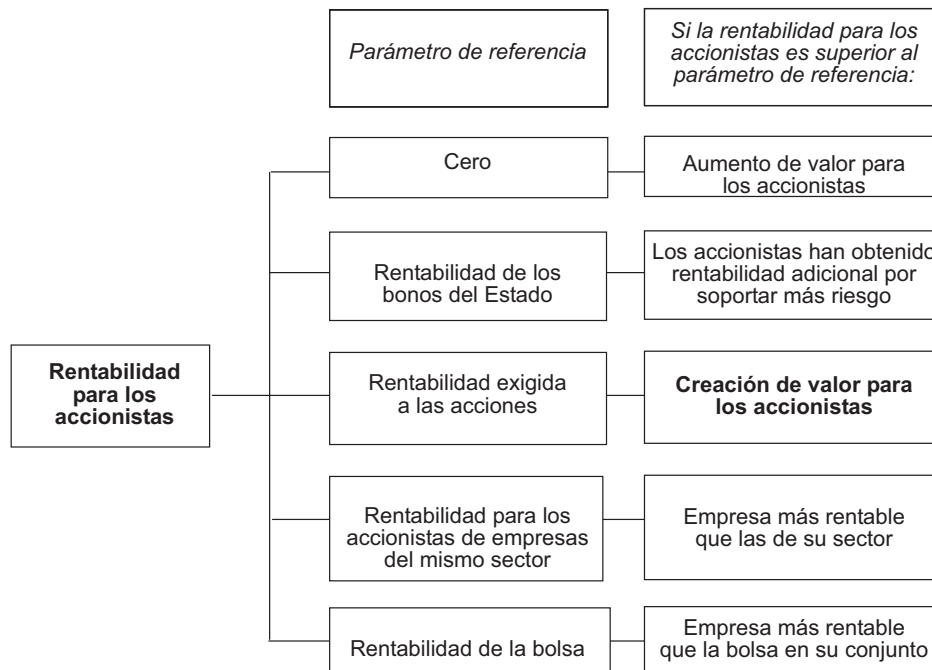 Parámetro de referencia
Si la rentabilidad para los
accionistas es superior al
parámetro de referencia:
Cero
Aumento de valor para
los accionistas
Rentabilidad de los
bonos del Estado
Los accionistas han obtenido
rentabilidad adicional por
soportar más riesgo
Rentabilidad
para los
accionistas
Rentabilidad exigida
a las acciones
Creación de valor para
los accionistas
Rentabilidad para los
accionistas de empresas
del mismo sector
Empresa más rentable
que las de su sector
Rentabilidad de la bolsa
Empresa más rentable
que la bolsa en su conjunto